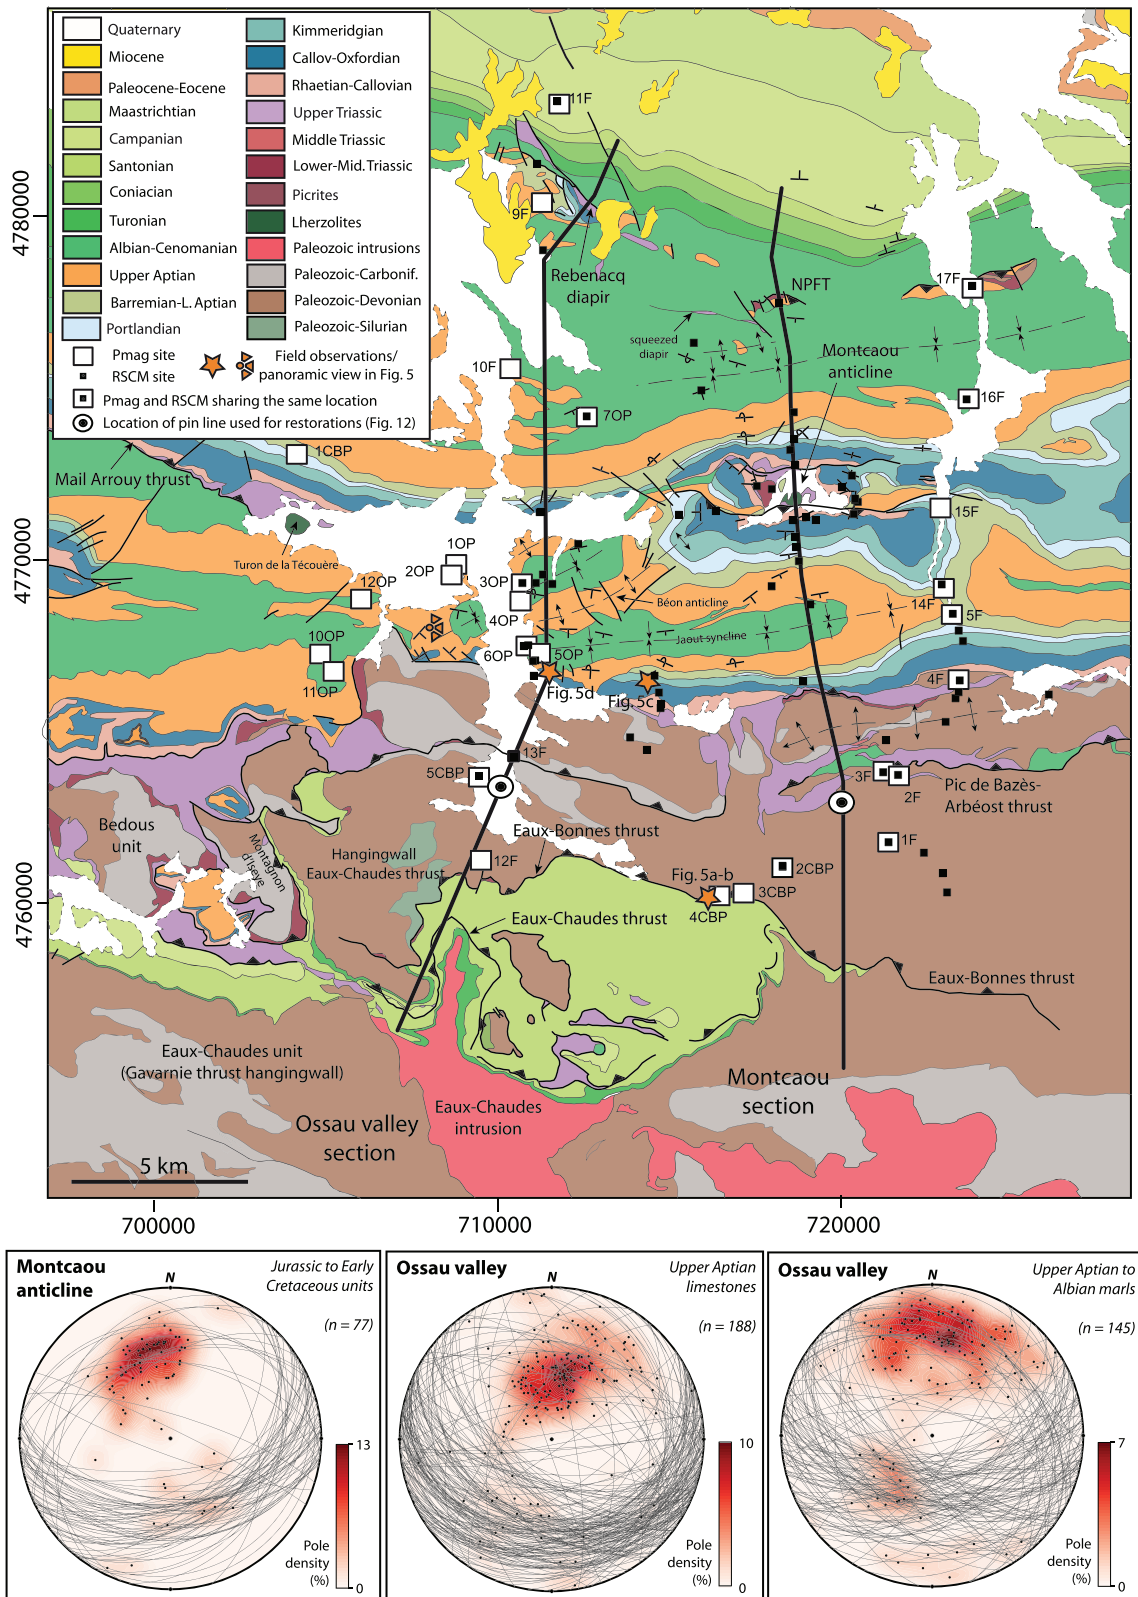 Quaternary
Miocene
Paleocene-Eocene
Maastrichtian
Campanian
Santonian
Coniacian
Turonian
Albian-Cenomanian
Upper Aptian
Barremian-L. Aptian
Portlandian
Kimmeridgian
Callov-Oxfordian
Rhaetian-Callovian
Upper Triassic
Middle Triassic
Lower-Mid.Triassic
Picrites
Lherzolites
Paleozoic intrusions
Paleozoic-Carbonif.
Paleozoic-Devonian
Paleozoic-Silurian
Pmag site
RSCM site
Field observations/
panoramic view in Fig. 5
Pmag and RSCM sharing the same location
Location of pin line used for restorations (Fig. 12)
4780000
4770000
4760000
11F
9F
Rebenacq
diapir
NPFT
17F
squeezed
diapir
Montcaou
anticline
10F
7OP
16F
1CBP
Mail Arrouy thrust
15F
Turon de la Técouère
1OP
2OP
3OP
12OP
4OP
Béon anticline
14F
5F
Jaout syncline
10OP
11OP
6OP
5OP
Fig. 5d
Fig. 5c
4F
13F
5CBP
3F
2F
Pic de Bazès-
Arbéost thrust
Bedous
unit
Montagnon
d'Iseye
Hangingwall
Eaux-Chaudes thrust
Eaux-Bonnes thrust
12F
1F
2CBP
Fig. 5a-b
3CBP
4CBP
Eaux-Chaudes thrust
Eaux-Bonnes thrust
Eaux-Chaudes unit
(Gavarnie thrust hangingwall)
Ossau valley
section
Eaux-Chaudes
intrusion
Montcaou
section
5 km
700000
710000
720000
Montcaou
anticline
Jurassic to Early
Cretaceous units
(n = 77)
N
13
Pole
density
(%)
0
Ossau valley
Upper Aptian
limestones
(n = 188)
N
10
Pole
density
(%)
0
Ossau valley
Upper Aptian to
Albian marls
(n = 145)
N
7
Pole
density
(%)
0